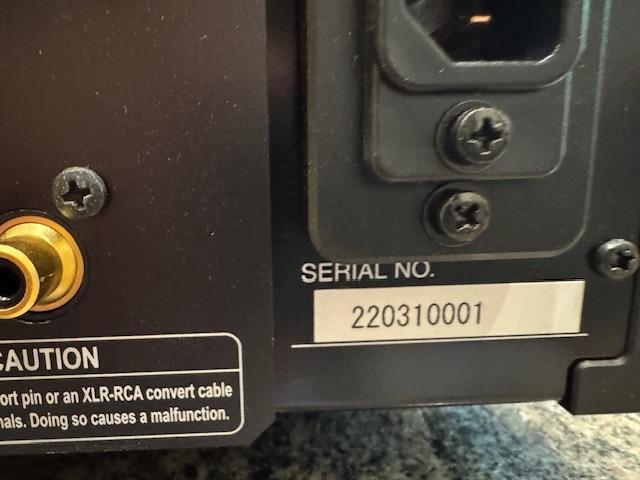 SERIAL NO.
220310001
CAUTION
ort pin or an XLR-RCA convert cable
nals. Doing so causes a malfunction.